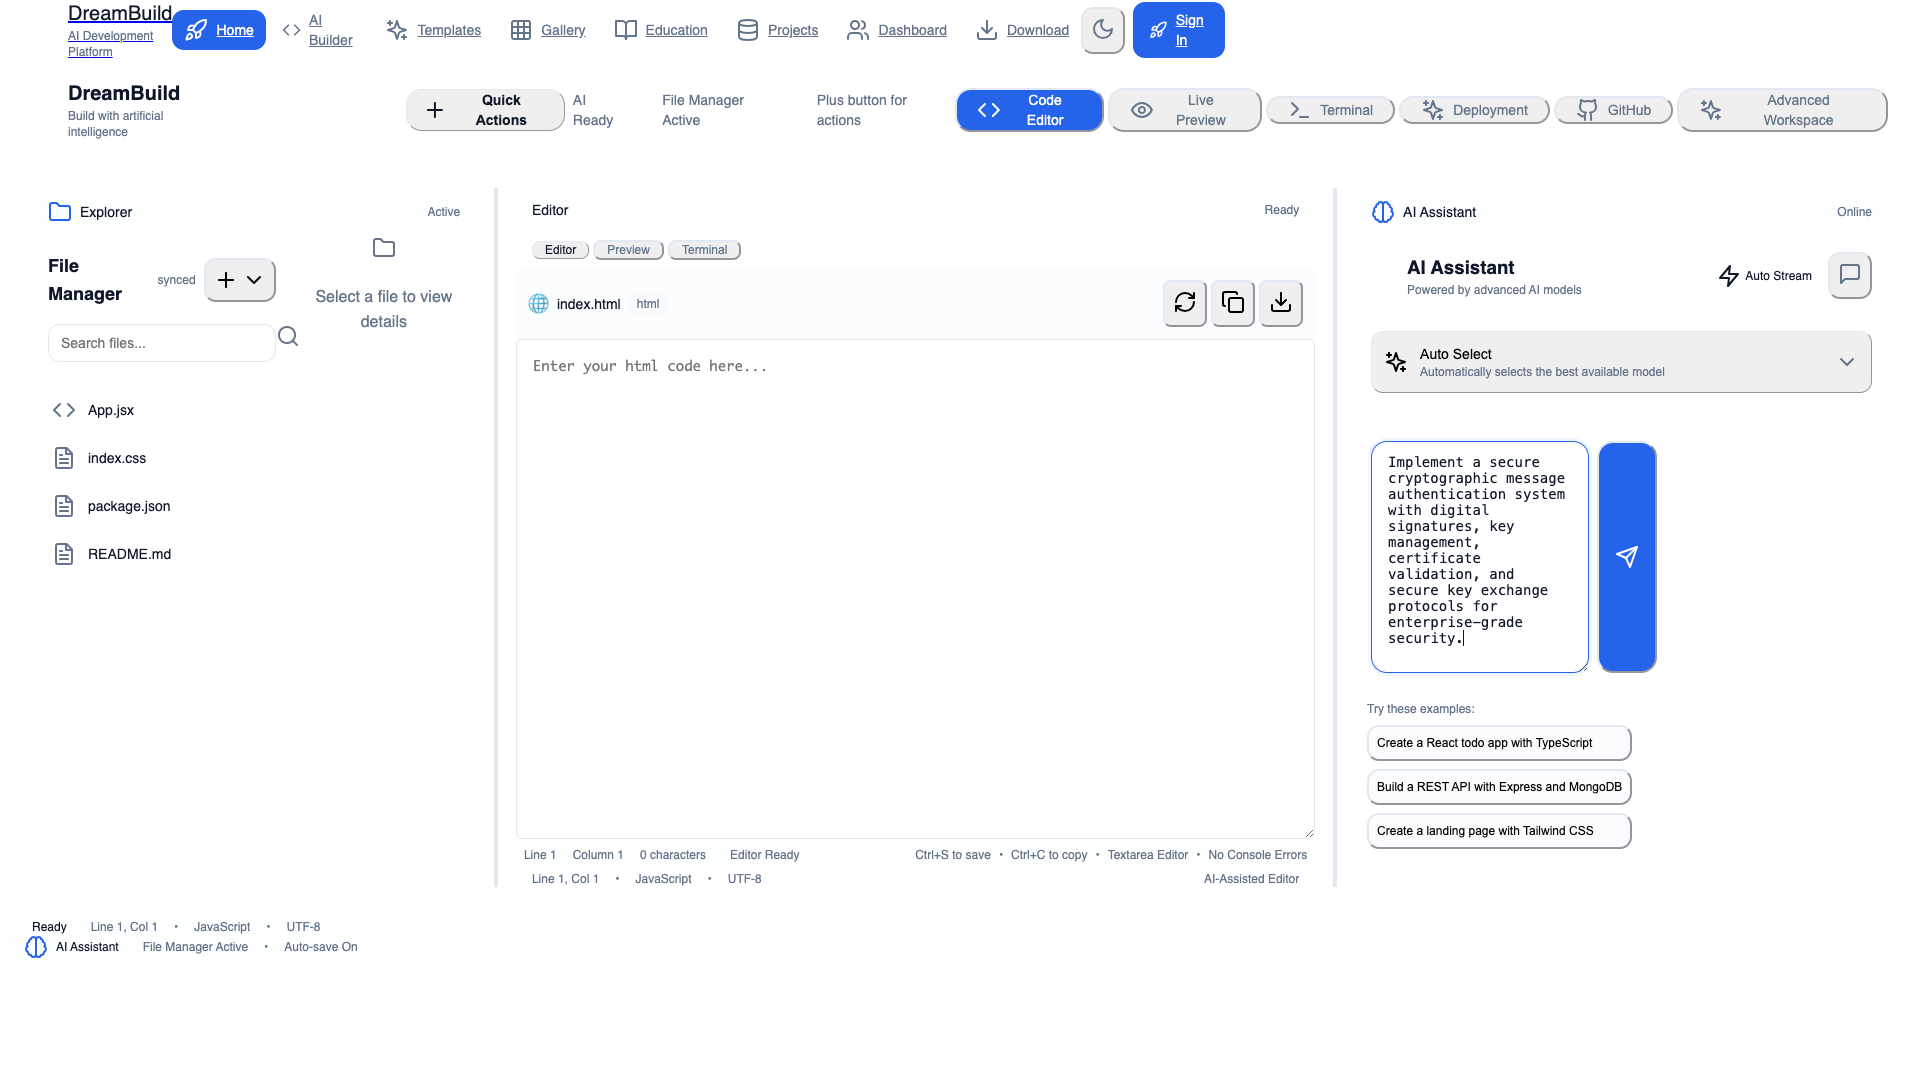 DreamBuild
AI Development
Platform
Home
AI
Builder
Templates
Gallery
Education
Projects
Dashboard
Download
Sign
In
DreamBuild
Build with artificial
intelligence
Quick
Actions
AI
Ready
File Manager
Active
Plus button for
actions
Code
Editor
Live
Preview
Terminal
Deployment
GitHub
Advanced
Workspace
Explorer
Active
File
Manager
synced
Search files...
Select a file to view
details
App.jsx
index.css
package.json
README.md
Editor
Ready
Editor
Preview
Terminal
index.html
html
Enter your html code here...
Line 1 Column 1 0 characters Editor Ready Ctrl+S to save • Ctrl+C to copy • Textarea Editor • No Console Errors
Line 1, Col 1 • JavaScript • UTF-8 AI-Assisted Editor
AI Assistant
Online
AI Assistant
Powered by advanced AI models
Auto Stream
Auto Select
Automatically selects the best available model
Implement a secure
cryptographic message
authentication system
with digital
signatures, key
management,
certificate
validation, and
secure key exchange
protocols for
enterprise-grade
security.
Try these examples:
Create a React todo app with TypeScript
Build a REST API with Express and MongoDB
Create a landing page with Tailwind CSS
Ready Line 1, Col 1 • JavaScript • UTF-8
AI Assistant File Manager Active • Auto-save On